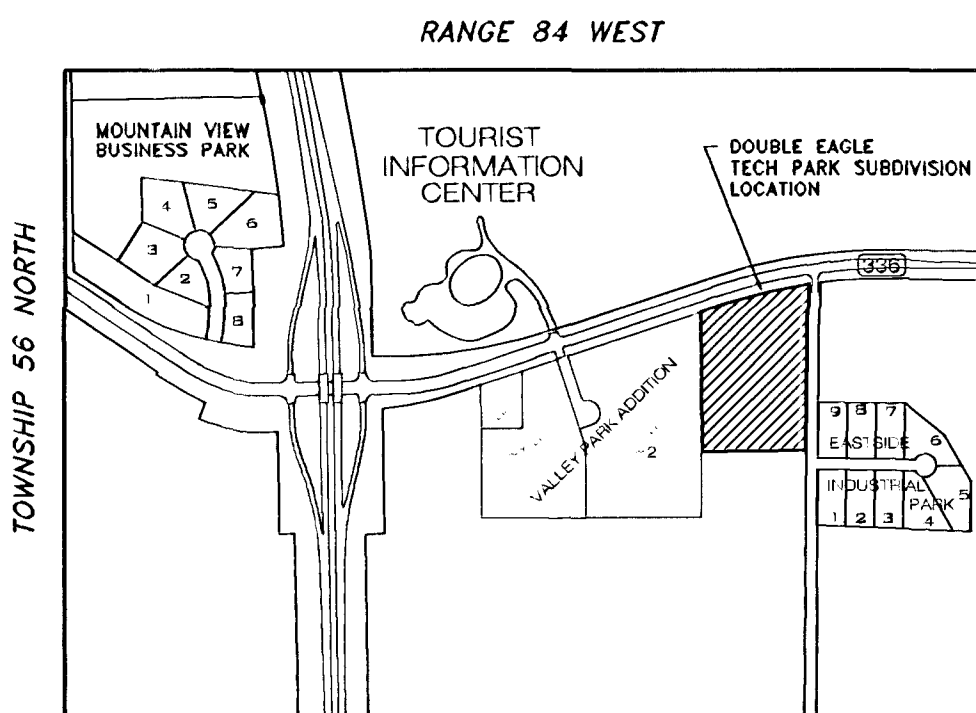 RANGE 84 WEST
TOWNSHIP 56 NORTH
MOUNTAIN VIEW
BUSINESS PARK
4
5
6
3
2
7
1
8
TOURIST
INFORMATION
CENTER
DOUBLE EAGLE
TECH PARK SUBDIVISION
LOCATION
336
VALLEY PARK ADDITION
2
9 8 7
6
EASTSIDE
INDUSTRIAL
PARK
5
1 2 3 4